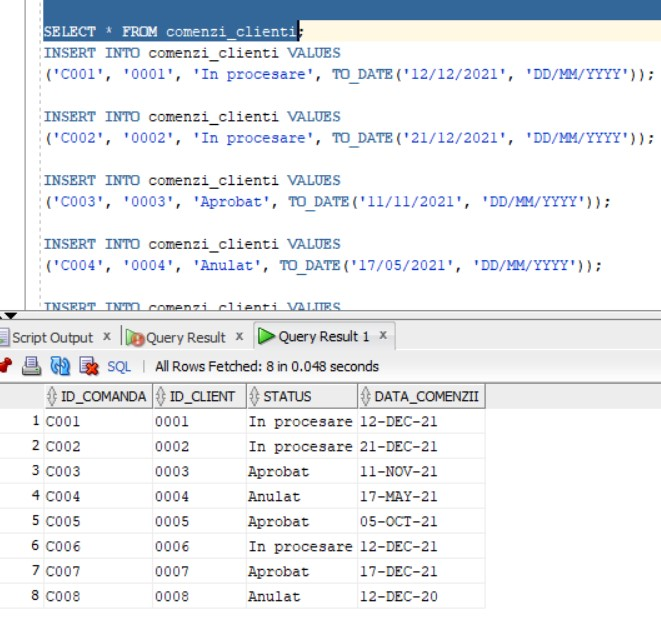 SELECT * FROM comenzi_clienti;
INSERT INTO comenzi_clienti VALUES
('C001', '0001', 'In procesare', TO_DATE('12/12/2021', 'DD/MM/YYYY'));
INSERT INTO comenzi_clienti VALUES
('C002', '0002', 'In procesare', TO_DATE('21/12/2021', 'DD/MM/YYYY'));
INSERT INTO comenzi_clienti VALUES
('C003', '0003', 'Aprobat', TO_DATE('11/11/2021', 'DD/MM/YYYY'));
INSERT INTO comenzi_clienti VALUES
('C004', '0004', 'Anulat', TO_DATE('17/05/2021', 'DD/MM/YYYY'));
INSERT INTO comenzi_clienti VALUES
Script Output x Query Result x Query Result 1 x
SQL | All Rows Fetched: 8 in 0.048 seconds
ID_COMANDA ID_CLIENT STATUS DATA_COMENZII
1 C001 0001 In procesare 12-DEC-21
2 C002 0002 In procesare 21-DEC-21
3 C003 0003 Aprobat 11-NOV-21
4 C004 0004 Anulat 17-MAY-21
5 C005 0005 Aprobat 05-OCT-21
6 C006 0006 In procesare 12-DEC-21
7 C007 0007 Aprobat 17-DEC-21
8 C008 0008 Anulat 12-DEC-20